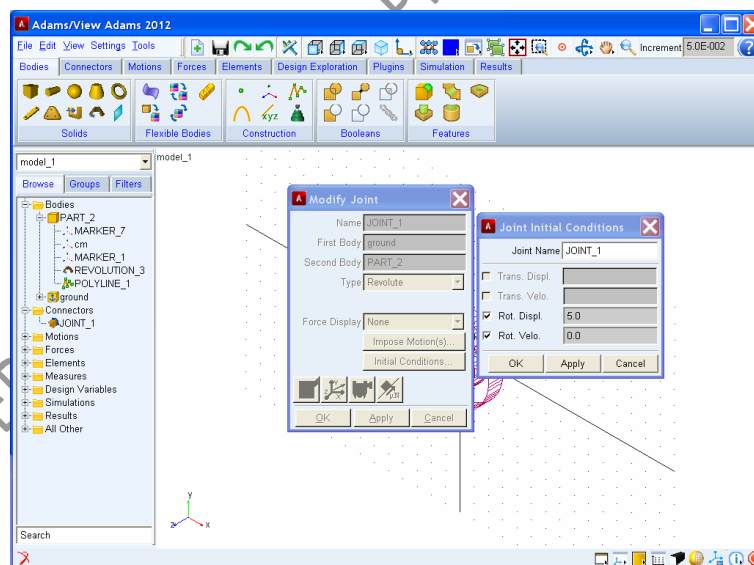 Adams/View Adams 2012
File Edit View Settings Tools
Increment 5.0E-002
Bodies Connectors Motions Forces Elements Design Exploration Plugins Simulation Results
Solids Flexible Bodies Construction Booleans Features
model_1
model_1
Browse Groups Filters
Bodies
PART_2
MARKER_7
cm
MARKER_1
REVOLUTION_3
POLYLINE_1
ground
Connectors
JOINT_1
Motions
Forces
Elements
Measures
Design Variables
Simulations
Results
All Other
Search
Modify Joint
Name JOINT_1
First Body ground
Second Body PART_2
Type Revolute
Force Display None
Impose Motion(s)...
Initial Conditions...
OK Apply Cancel
Joint Initial Conditions
Joint Name JOINT_1
Trans. Displ.
Trans. Velo.
Rot. Displ. 5.0
Rot. Velo. 0.0
OK Apply Cancel
y
z x